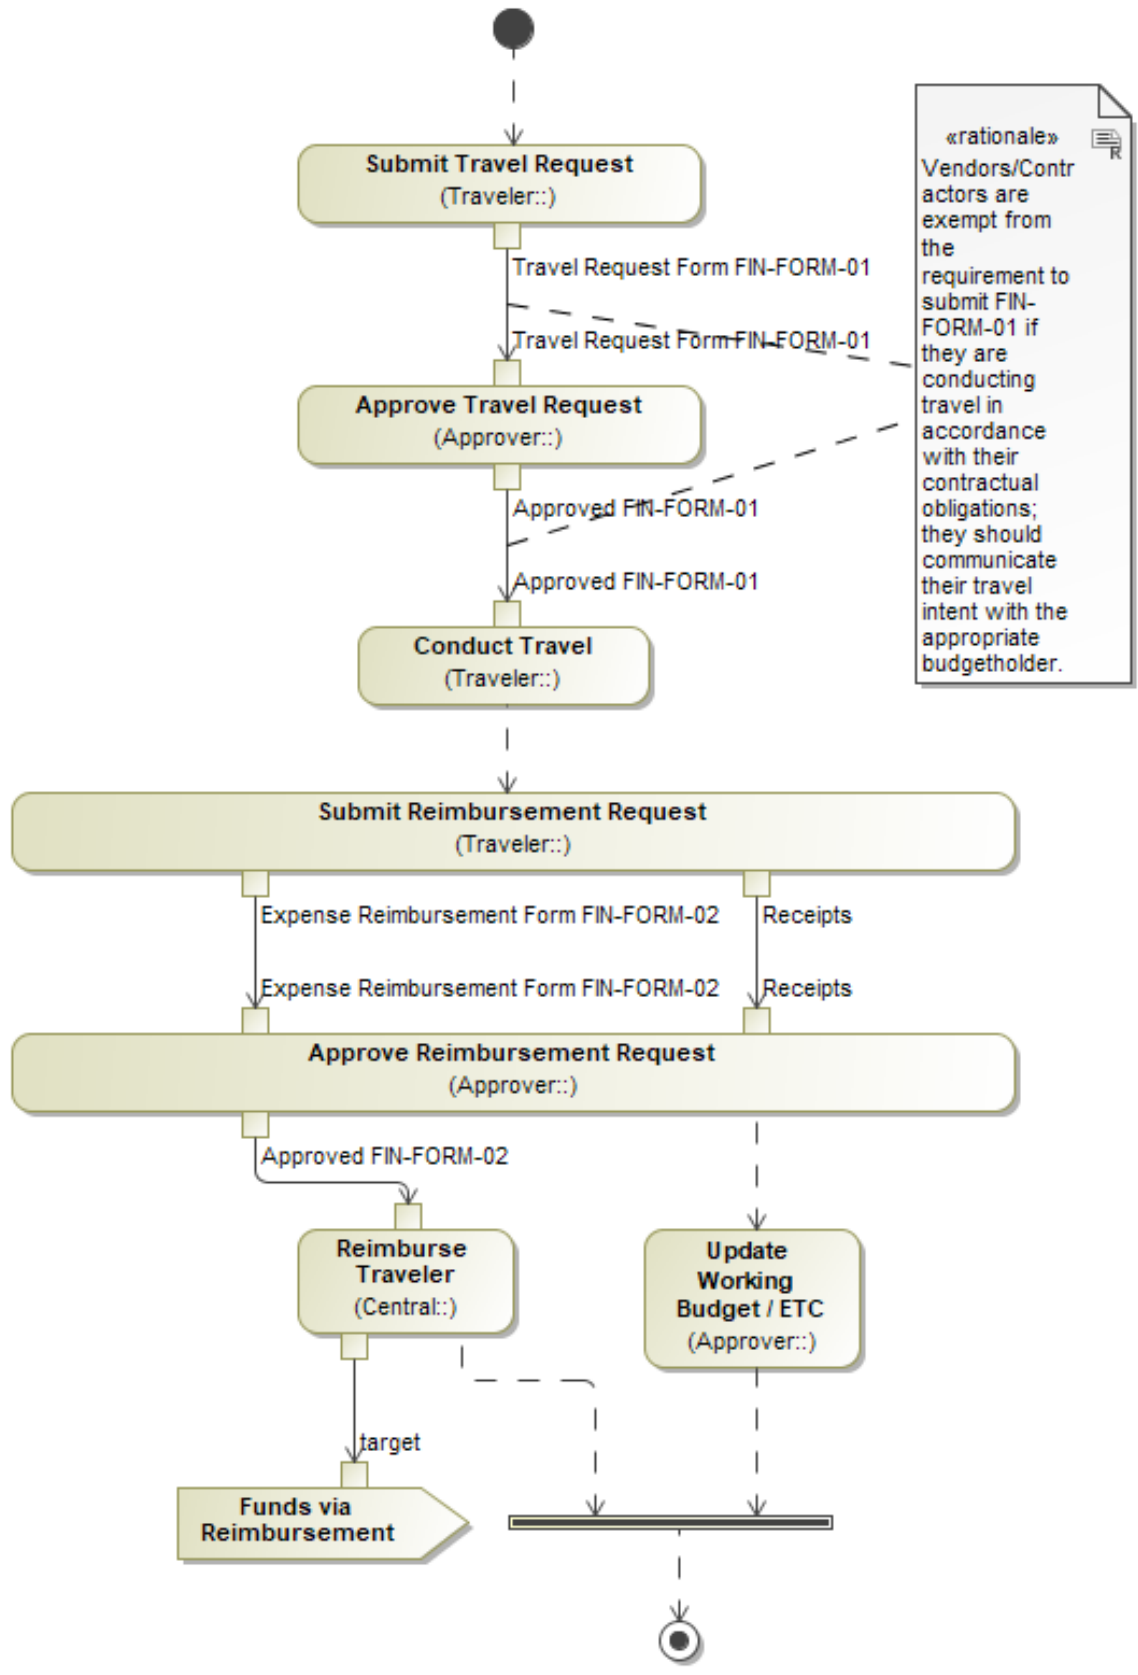 Submit Travel Request
(Traveler::)
Travel Request Form FIN-FORM-01
Travel Request Form FIN-FORM-01
Approve Travel Request
(Approver::)
Approved FIN-FORM-01
Approved FIN-FORM-01
Conduct Travel
(Traveler::)
«rationale»
R
Vendors/Contr
actors are
exempt from
the
requirement to
submit FIN-
FORM-01 if
they are
conducting
travel in
accordance
with their
contractual
obligations;
they should
communicate
their travel
intent with the
appropriate
budgetholder.
Submit Reimbursement Request
(Traveler::)
Expense Reimbursement Form FIN-FORM-02
Receipts
Expense Reimbursement Form FIN-FORM-02
Receipts
Approve Reimbursement Request
(Approver::)
Approved FIN-FORM-02
Reimburse
Traveler
(Central::)
Update
Working
Budget / ETC
(Approver::)
target
Funds via
Reimbursement